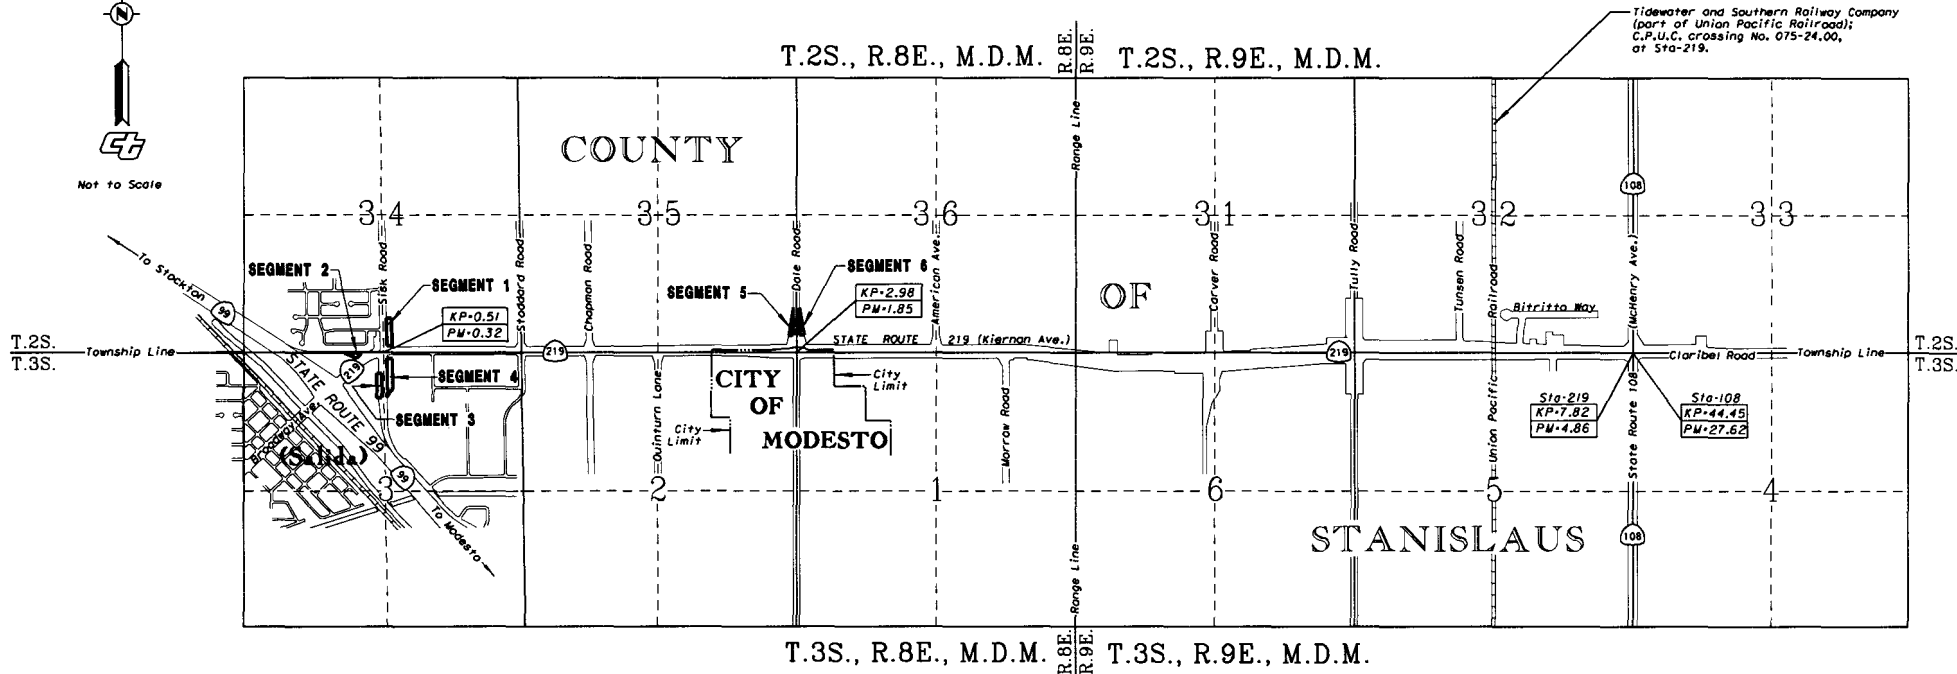 N
Ct
Not to Scale
T.2S., R.8E., M.D.M.
R.8E.
R.9E.
T.2S., R.9E., M.D.M.
Tidewater and Southern Railway Company
(part of Union Pacific Railroad);
C.P.U.C. crossing No. 075-24.00,
at Sta-219.
COUNTY
OF
STANISLAUS
Range Line
108
34
35
36
31
32
33
To Stockton
99
SEGMENT 2
Sisk Road
SEGMENT 1
KP=0.51
PM=0.32
Stoddard Road
Chapman Road
SEGMENT 5
Dale Road
SEGMENT 6
KP=2.98
PM=1.85
American Ave.
Carver Road
Tully Road
Tunsen Road
Railroad
Bitritto Way
(McHenry Ave.)
T.2S.
T.3S.
Township Line
219
STATE ROUTE 219 (Kiernan Ave.)
219
Claribel Road
Township Line
T.2S.
T.3S.
219
STATE ROUTE 99
SEGMENT 4
SEGMENT 3
Broadway Ave.
(Salida)
99
To Modesto
Quinturn Lane
CITY
OF
MODESTO
City
Limit
City
Limit
Morrow Road
Union Pacific
Sta-219
KP=7.82
PM=4.86
State Route 108
Sta-108
KP=44.45
PM=27.62
3
2
1
6
5
4
108
Range Line
T.3S., R.8E., M.D.M.
R.8E.
R.9E.
T.3S., R.9E., M.D.M.